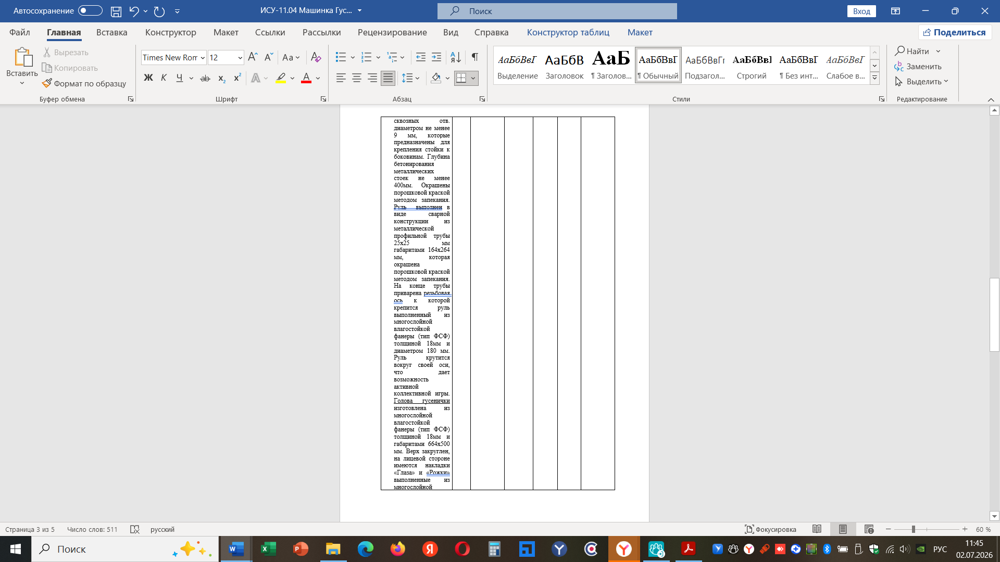 Автосохранение
ИСУ-11.04 Машинка Гус...
Поиск
Вход
Файл Главная Вставка Конструктор Макет Ссылки Рассылки Рецензирование Вид Справка Конструктор таблиц Макет
Поделиться
Вставить
Вырезать
Копировать
Формат по образцу
Буфер обмена
Times New Rom 12
Aa
Ж К Ч ab x₂ x² A A
Шрифт
Абзац
АаБбВвГ АаБбВ АаБ АаБбВвГ АаБбВвГг АаБбВвІ АаБбВвГ АаБбВвГ
Выделение Заголовок ¶ Заголов... ¶ Обычный Подзагол... Строгий ¶ Без инт... Слабое в...
Стили
Найти
Заменить
Выделить
Редактирование
сквозных отв.
диаметром не менее
9 мм, которые
предназначены для
крепления стойки к
боковинам. Глубина
бетонирования
металлических
стоек не менее
400мм. Окрашены
порошковой краской
методом запекания.
Руль выполнен в
виде сварной
конструкции из
металлической
профильной трубы
25х25 мм
габаритами 164х264
мм, которая
окрашена
порошковой краской
методом запекания.
На конце трубы
приварена резьбовая
ось к которой
крепится руль
выполненный из
многослойной
влагостойкой
фанеры (тип ФСФ)
толщиной 18мм и
диаметром 180 мм.
Руль крутится
вокруг своей оси,
что дает
возможность
активной
коллективной игры.
Голова гусенички
изготовлена из
многослойной
влагостойкой
фанеры (тип ФСФ)
толщиной 18мм и
габаритами 664х500
мм. Верх закруглен,
на лицевой стороне
имеются накладки
«Глаза» и «Рожки»
выполненные из
многослойной
Страница 3 из 5 Число слов: 511 русский
Фокусировка
60 %
Поиск
РУС
11:45
02.07.2026